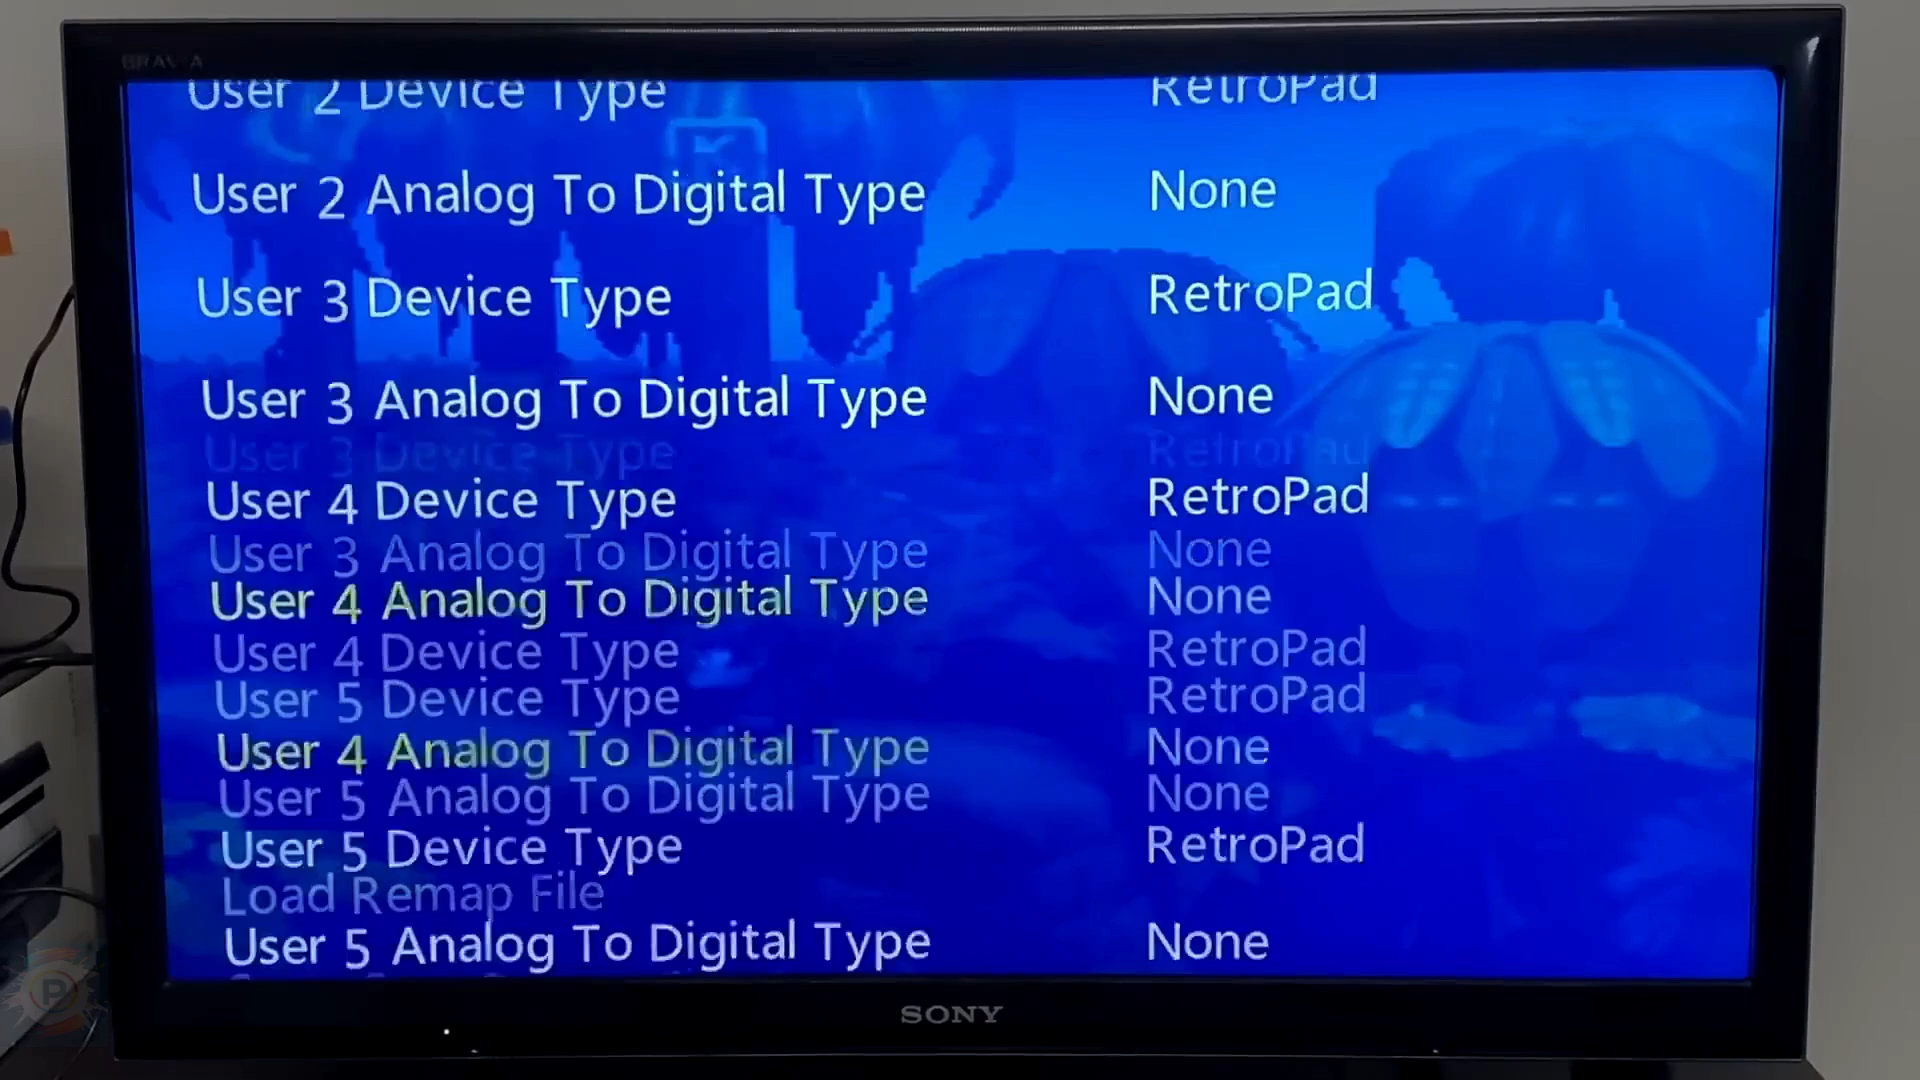 BRAVIA
User 2 Device Type RetroPad
K
User 2 Analog To Digital Type None
User 3 Device Type RetroPad
User 3 Analog To Digital Type None
User 3 Device Type RetroPad
User 4 Device Type RetroPad
User 3 Analog To Digital Type None
User 4 Analog To Digital Type None
User 4 Device Type RetroPad
User 5 Device Type RetroPad
User 4 Analog To Digital Type None
User 5 Analog To Digital Type None
User 5 Device Type RetroPad
Load Remap File
User 5 Analog To Digital Type None
P
SONY